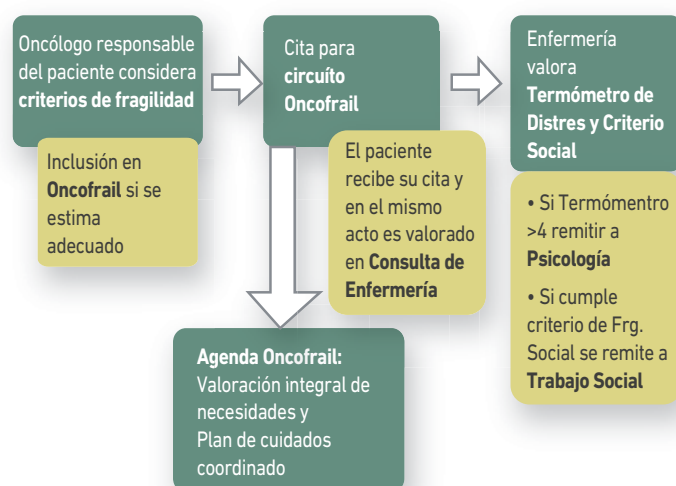 Oncólogo responsable
del paciente considera
criterios de fragilidad
Inclusión en
Oncofrail si se
estima
adecuado
Cita para
circuíto
Oncofrail
El paciente
recibe su cita y
en el mismo
acto es valorado
en Consulta de
Enfermería
Enfermería
valora
Termómetro de
Distres y Criterio
Social
• Si Termómentro
>4 remitir a
Psicología
• Si cumple
criterio de Frg.
Social se remite a
Trabajo Social
Agenda Oncofrail:
Valoración integral de
necesidades y
Plan de cuidados
coordinado